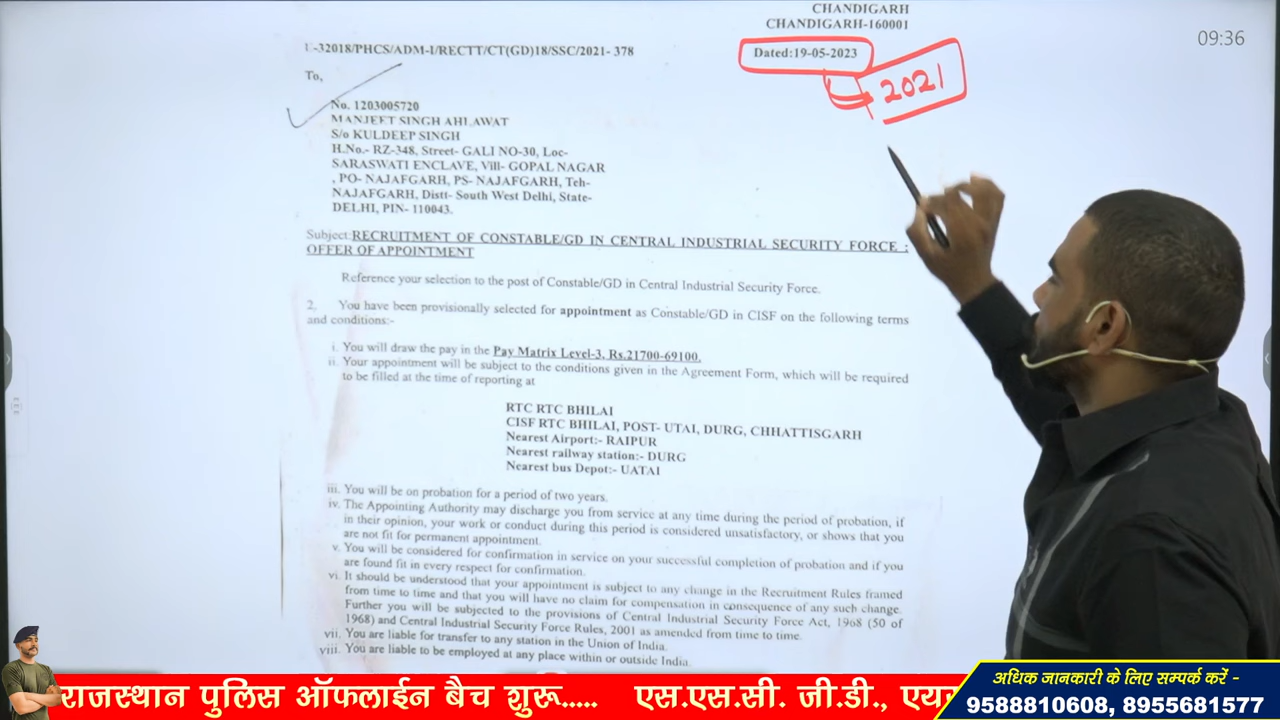 CHANDIGARH
CHANDIGARH-160001
09:36
-32018/PHCS/ADM-I/RECTT/CT(GD)18/SSC/2021- 378
Dated:19-05-2023
2021
To,
No. 1203005720
MANJEET SINGH AHLAWAT
S/o KULDEEP SINGH
H.No.- RZ-348, Street- GALI NO-30, Loc-
SARASWATI ENCLAVE, Vill- GOPAL NAGAR
, PO- NAJAFGARH, PS- NAJAFGARH, Teh-
NAJAFGARH, Distt- South West Delhi, State-
DELHI, PIN- 110043.
Subject:RECRUITMENT OF CONSTABLE/GD IN CENTRAL INDUSTRIAL SECURITY FORCE :
OFFER OF APPOINTMENT
Reference your selection to the post of Constable/GD in Central Industrial Security Force.
2. You have been provisionally selected for appointment as Constable/GD in CISF on the following terms
and conditions:-
i. You will draw the pay in the Pay Matrix Level-3, Rs.21700-69100.
ii. Your appointment will be subject to the conditions given in the Agreement Form, which will be required
to be filled at the time of reporting at
RTC RTC BHILAI
CISF RTC BHILAI, POST- UTAI, DURG, CHHATTISGARH
Nearest Airport:- RAIPUR
Nearest railway station:- DURG
Nearest bus Depot:- UATAI
iii. You will be on probation for a period of two years.
iv. The Appointing Authority may discharge you from service at any time during the period of probation, if
in their opinion, your work or conduct during this period is considered unsatisfactory, or shows that you
are not fit for permanent appointment.
v. You will be considered for confirmation in service on your successful completion of probation and if you
are found fit in every respect for confirmation.
vi. It should be understood that your appointment is subject to any change in the Recruitment Rules framed
from time to time and that you will have no claim for compensation in consequence of any such change.
Further you will be subjected to the provisions of Central Industrial Security Force Act, 1968 (50 of
1968) and Central Industrial Security Force Rules, 2001 as amended from time to time.
vii. You are liable for transfer to any station in the Union of India.
viii. You are liable to be employed at any place within or outside India.
राजस्थान पुलिस ऑफलाईन बैच शुरू..... एस.एस.सी. जी.डी., एयर
अधिक जानकारी के लिए सम्पर्क करें -
9588810608, 8955681577